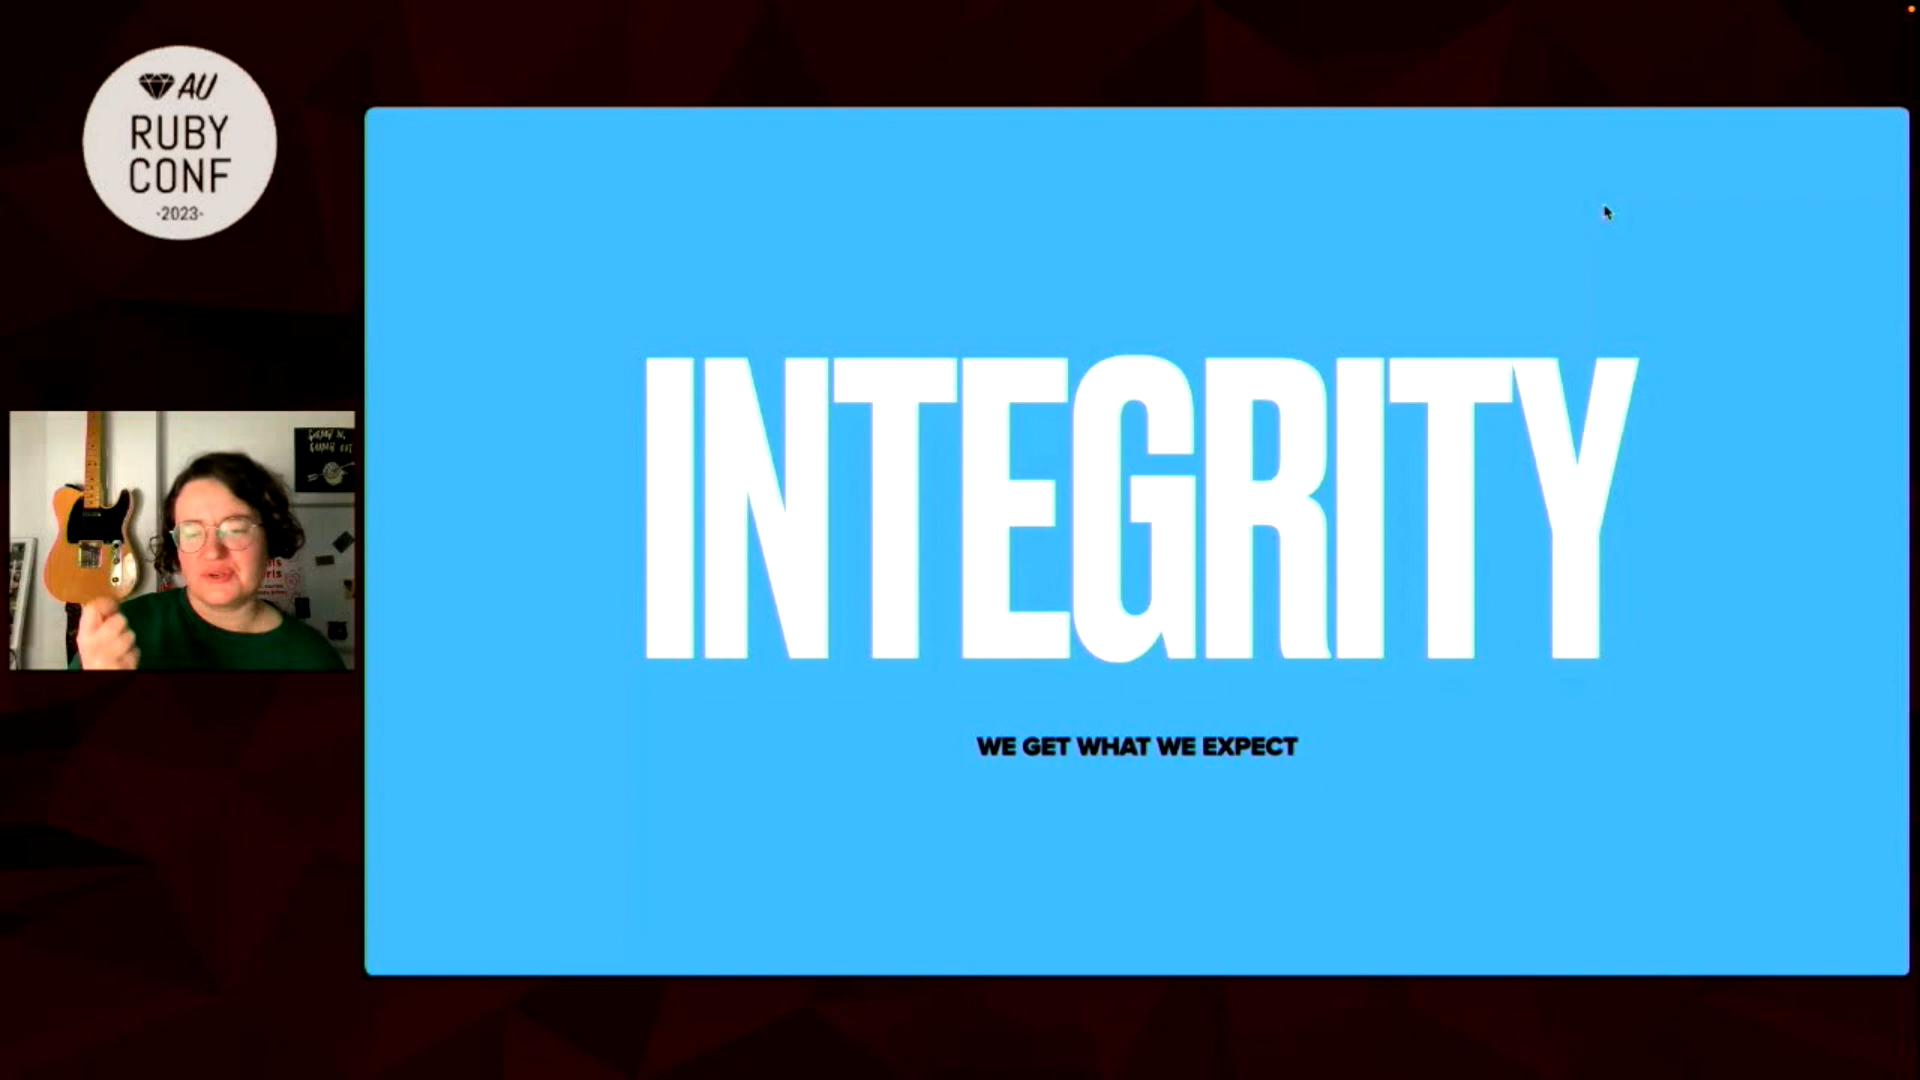 AU
RUBY
CONF
-2023-
INTEGRITY
WE GET WHAT WE EXPECT